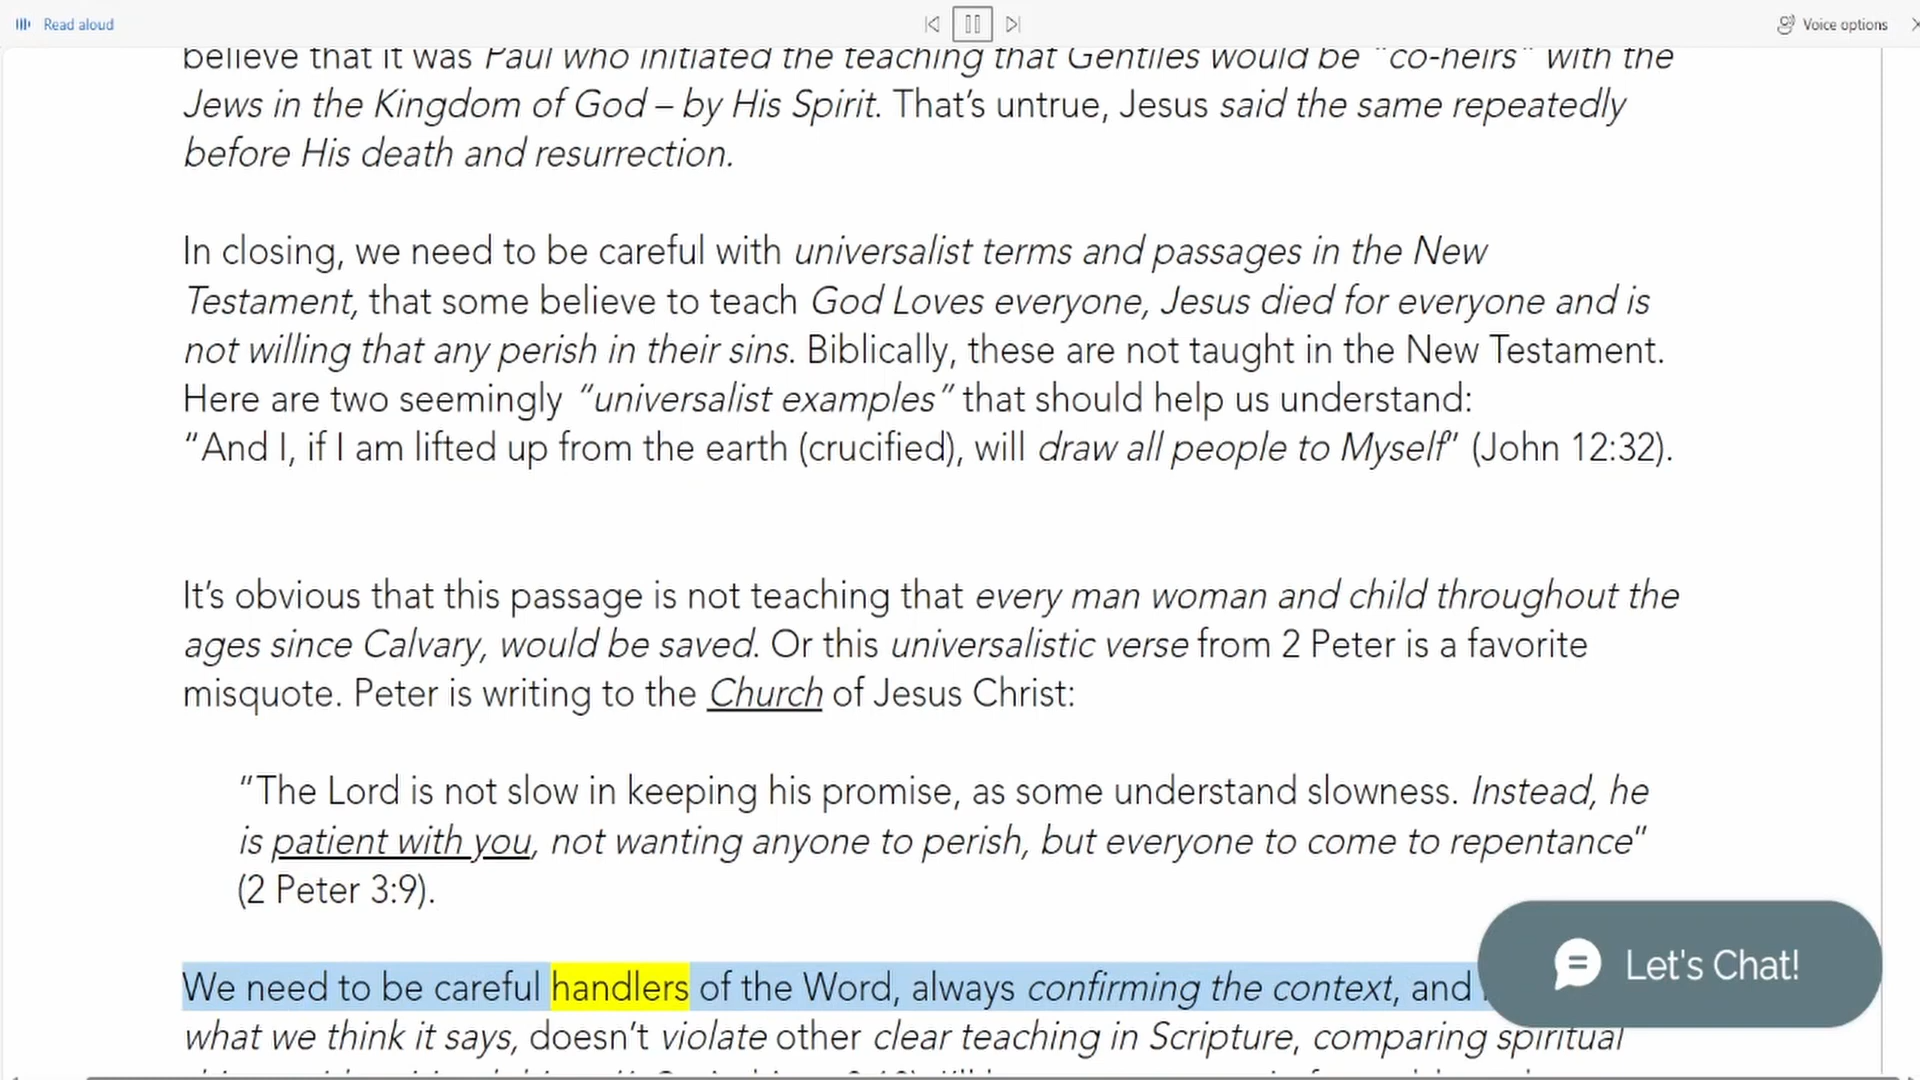 Read aloud
Voice options
believe that it was Paul who initiated the teaching that Gentiles would be “co-heirs” with the
Jews in the Kingdom of God – by His Spirit. That’s untrue, Jesus said the same repeatedly
before His death and resurrection.
In closing, we need to be careful with universalist terms and passages in the New
Testament, that some believe to teach God Loves everyone, Jesus died for everyone and is
not willing that any perish in their sins. Biblically, these are not taught in the New Testament.
Here are two seemingly “universalist examples” that should help us understand:
“And I, if I am lifted up from the earth (crucified), will draw all people to Myself” (John 12:32).
It’s obvious that this passage is not teaching that every man woman and child throughout the
ages since Calvary, would be saved. Or this universalistic verse from 2 Peter is a favorite
misquote. Peter is writing to the Church of Jesus Christ:
“The Lord is not slow in keeping his promise, as some understand slowness. Instead, he
is patient with you, not wanting anyone to perish, but everyone to come to repentance”
(2 Peter 3:9).
We need to be careful handlers of the Word, always confirming the context, and
Let's Chat!
what we think it says, doesn’t violate other clear teaching in Scripture, comparing spiritual